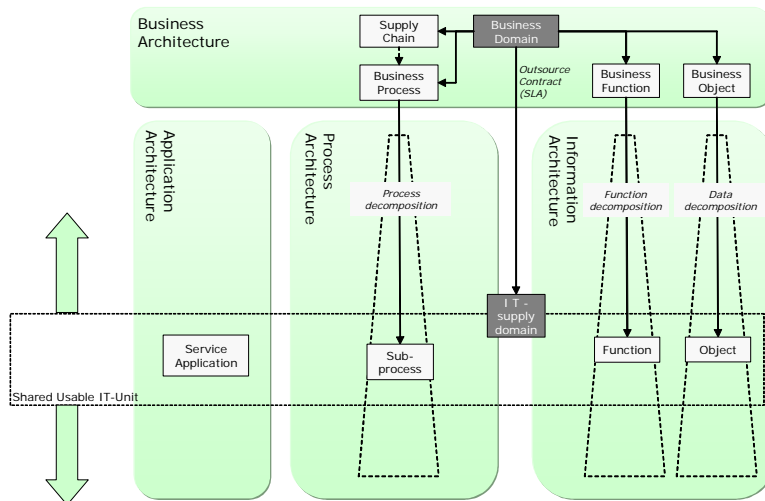 Business
Architecture
Supply
Chain
Business
Domain
Business
Process
Outsource
Contract
(SLA)
Business
Function
Business
Object
Application
Architecture
Process
Architecture
Information
Architecture
Process
decomposition
Function
decomposition
Data
decomposition
IT-
supply
domain
Service
Application
Sub-
process
Function
Object
Shared Usable IT-Unit